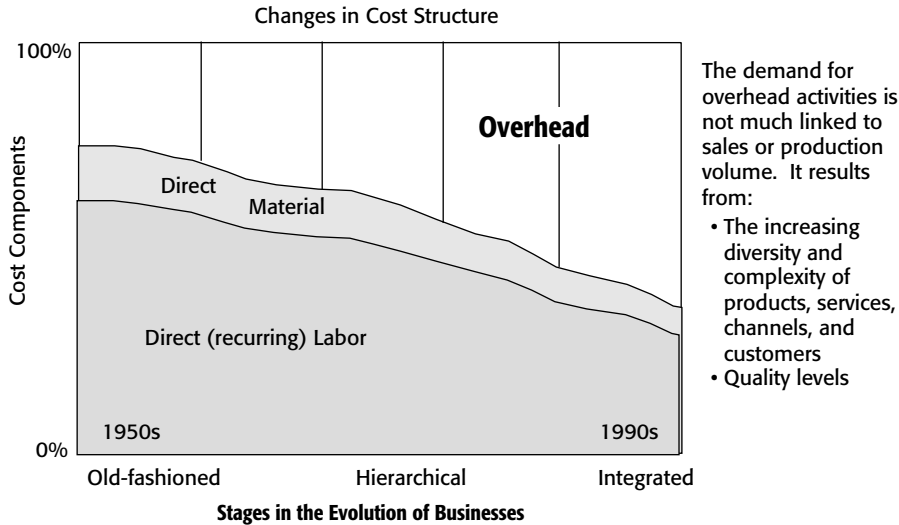 Changes in Cost Structure
100%
Cost Components
0%
Overhead
Direct
Material
Direct (recurring) Labor
1950s
1990s
Old-fashioned
Hierarchical
Integrated
Stages in the Evolution of Businesses
The demand for
overhead activities is
not much linked to
sales or production
volume. It results
from:
• The increasing
diversity and
complexity of
products, services,
channels, and
customers
• Quality levels